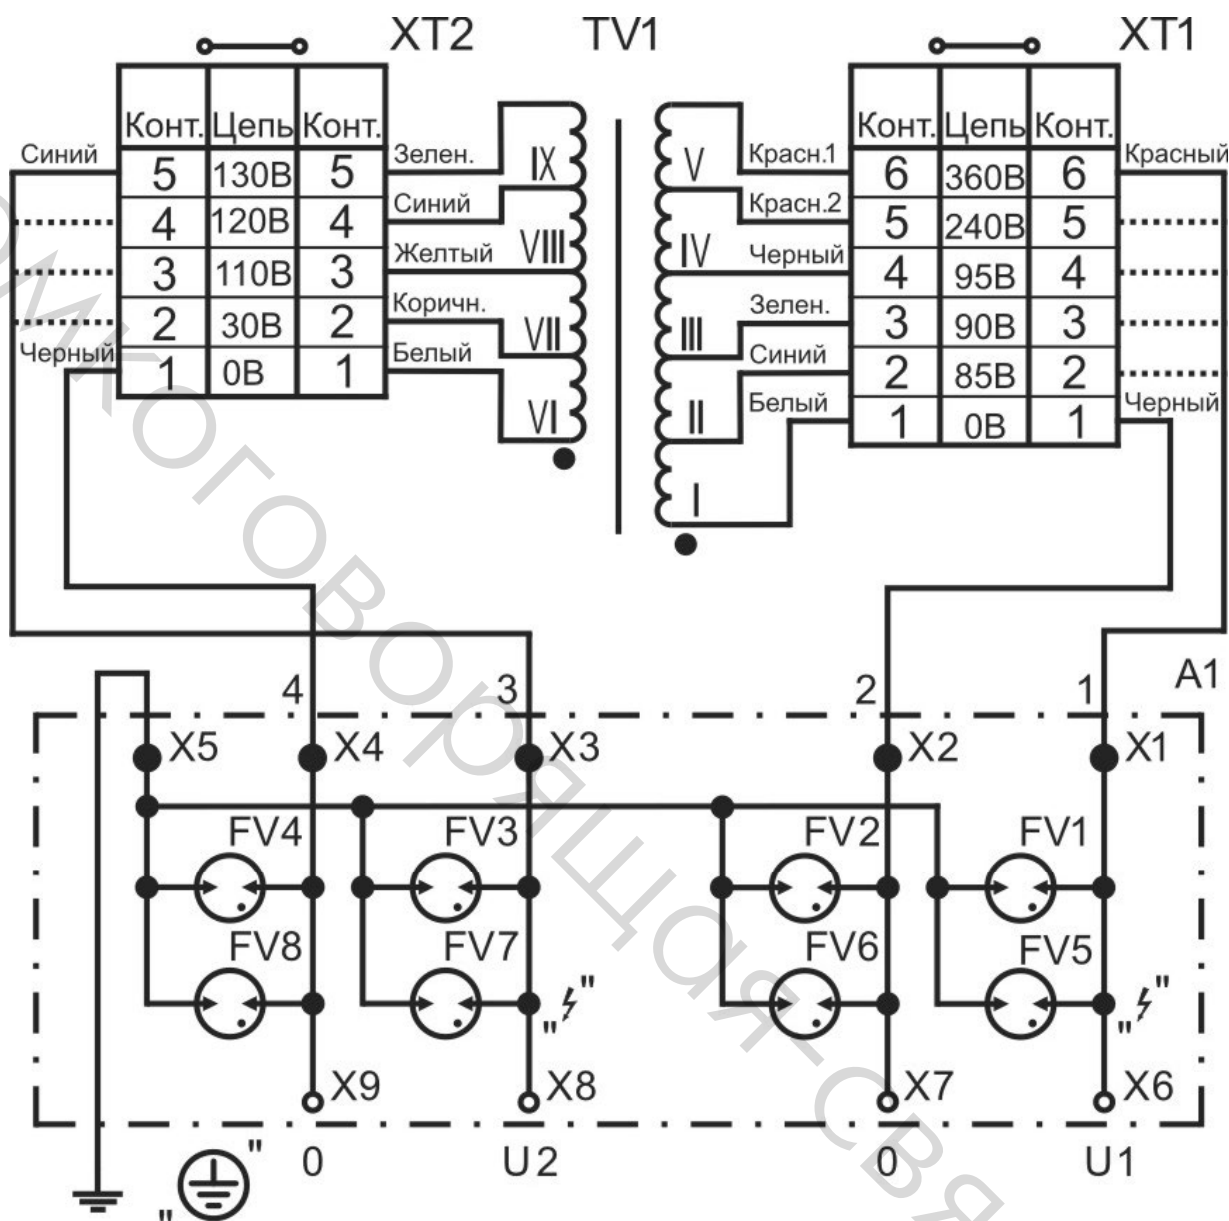 XT2 TV1 XT1
Конт. Цепь Конт.
Конт. Цепь Конт.
Синий 5 130В 5 Зелен. IX
V Красн.1 6 360В 6 Красный
4 120В 4 Синий
Красн.2 5 240В 5
3 110В 3 Желтый VIII
IV Черный 4 95В 4
2 30В 2 Коричн. VII
III Зелен. 3 90В 3
Черный 1 0В 1 Белый VI
II Синий 2 85В 2
Белый 1 0В 1 Черный
I
4 3 2 1 A1
X5 X4 X3 X2 X1
FV4 FV3 FV2 FV1
FV8 FV7 FV6 FV5
" " " "
X9 X8 X7 X6
" " 0 U2 0 U1
омкоговорящая-свя